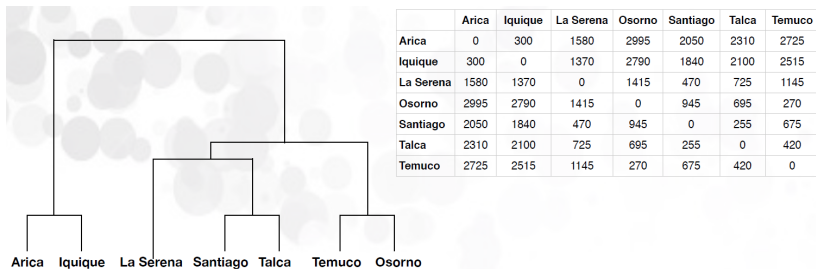 Arica Iquique La Serena Santiago Talca Temuco Osorno
Arica Iquique La Serena Osorno Santiago Talca Temuco
Arica 0 300 1580 2995 2050 2310 2725
Iquique 300 0 1370 2790 1840 2100 2515
La Serena 1580 1370 0 1415 470 725 1145
Osorno 2995 2790 1415 0 945 695 270
Santiago 2050 1840 470 945 0 255 675
Talca 2310 2100 725 695 255 0 420
Temuco 2725 2515 1145 270 675 420 0